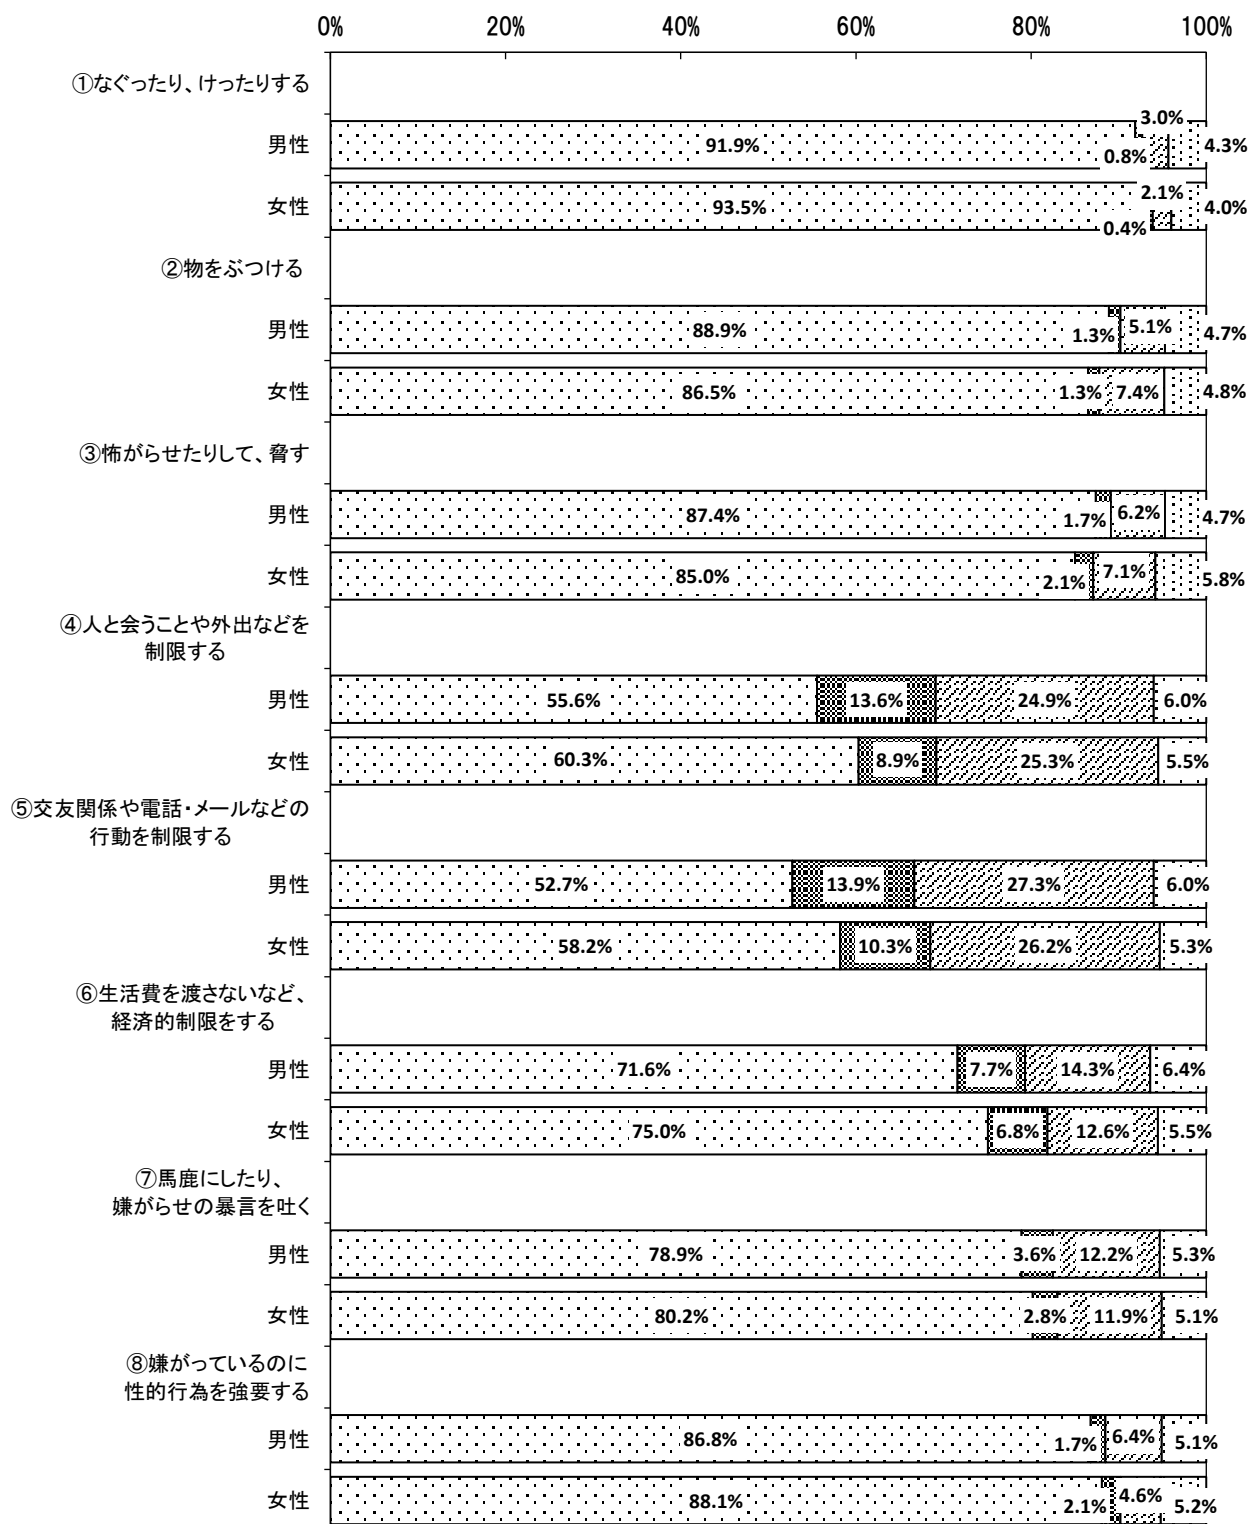 0% 20% 40% 60% 80% 100%
①なぐったり、けったりする
男性 91.9% 0.8% 3.0% 4.3%
女性 93.5% 0.4% 2.1% 4.0%
②物をぶつける
男性 88.9% 1.3% 5.1% 4.7%
女性 86.5% 1.3% 7.4% 4.8%
③怖がらせたりして、脅す
男性 87.4% 1.7% 6.2% 4.7%
女性 85.0% 2.1% 7.1% 5.8%
④人と会うことや外出などを
制限する
男性 55.6% 13.6% 24.9% 6.0%
女性 60.3% 8.9% 25.3% 5.5%
⑤交友関係や電話・メールなどの
行動を制限する
男性 52.7% 13.9% 27.3% 6.0%
女性 58.2% 10.3% 26.2% 5.3%
⑥生活費を渡さないなど、
経済的制限をする
男性 71.6% 7.7% 14.3% 6.4%
女性 75.0% 6.8% 12.6% 5.5%
⑦馬鹿にしたり、
嫌がらせの暴言を吐く
男性 78.9% 3.6% 12.2% 5.3%
女性 80.2% 2.8% 11.9% 5.1%
⑧嫌がっているのに
性的行為を強要する
男性 86.8% 1.7% 6.4% 5.1%
女性 88.1% 2.1% 4.6% 5.2%